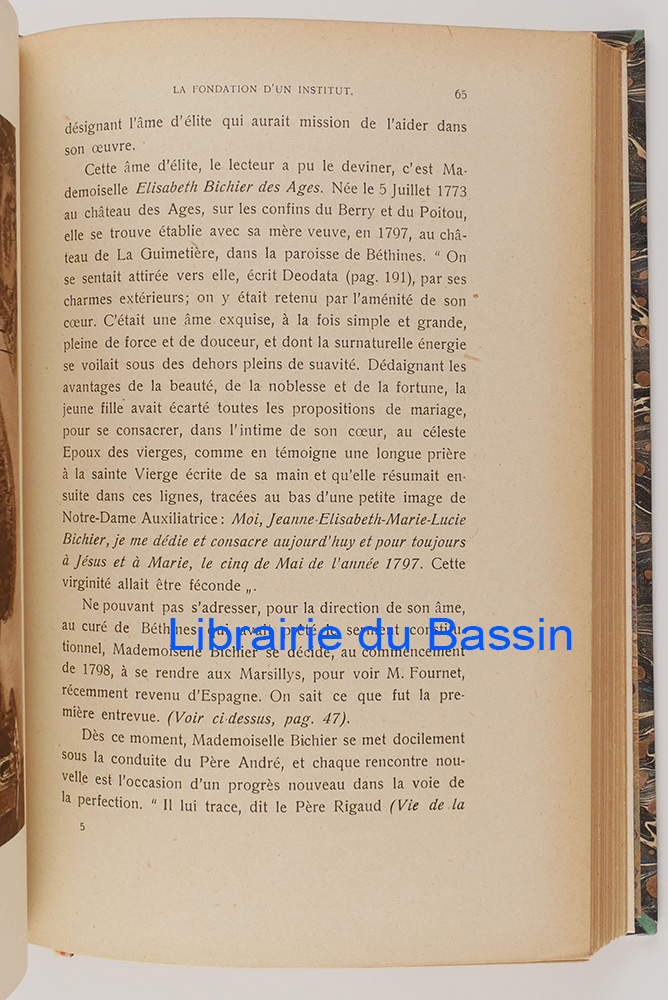 LA FONDATION D'UN INSTITUT. 65
désignant l'âme d'élite qui aurait mission de l'aider dans
son œuvre.
Cette âme d'élite, le lecteur a pu le deviner, c'est Ma-
demoiselle Elisabeth Bichier des Ages. Née le 5 Juillet 1773
au château des Ages, sur les confins du Berry et du Poitou,
elle se trouve établie avec sa mère veuve, en 1797, au châ-
teau de La Guimetière, dans la paroisse de Béthines. “ On
se sentait attirée vers elle, écrit Deodata (pag. 191), par ses
charmes extérieurs; on y était retenu par l'aménité de son
cœur. C'était une âme exquise, à la fois simple et grande,
pleine de force et de douceur, et dont la surnaturelle énergie
se voilait sous des dehors pleins de suavité. Dédaignant les
avantages de la beauté, de la noblesse et de la fortune, la
jeune fille avait écarté toutes les propositions de mariage,
pour se consacrer, dans l'intime de son cœur, au céleste
Epoux des vierges, comme en témoigne une longue prière
à la sainte Vierge écrite de sa main et qu'elle résumait en-
suite dans ces lignes, tracées au bas d'une petite image de
Notre-Dame Auxiliatrice : Moi, Jeanne-Elisabeth-Marie-Lucie
Bichier, je me dédie et consacre aujourd'huy et pour toujours
à Jésus et à Marie, le cinq de Mai de l'année 1797. Cette
virginité allait être féconde „.
Ne pouvant pas s'adresser, pour la direction de son âme,
au curé de Béthines, qui avait prêté le serment constitu-
tionnel, Mademoiselle Bichier se décide, au commencement
de 1798, à se rendre aux Marsillys, pour voir M. Fournet,
récemment revenu d'Espagne. On sait ce que fut la pre-
mière entrevue. (Voir ci-dessus, pag. 47).
Dès ce moment, Mademoiselle Bichier se met docilement
sous la conduite du Père André, et chaque rencontre nou-
velle est l'occasion d'un progrès nouveau dans la voie de
la perfection. “ Il lui trace, dit le Père Rigaud (Vie de la
5
Librairie du Bassin